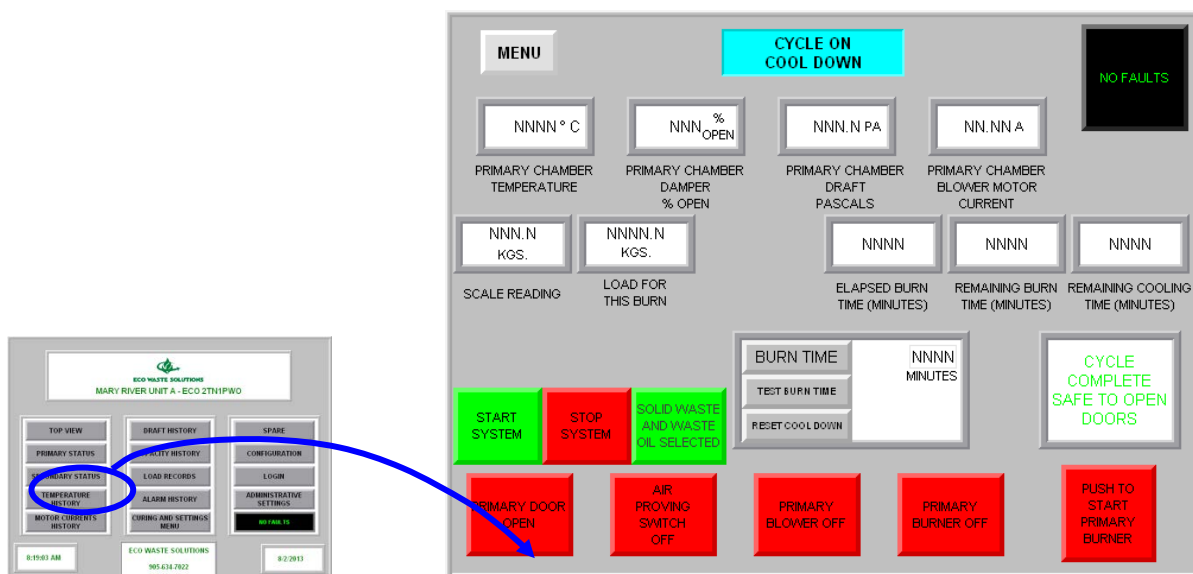 MENU
CYCLE ON
COOL DOWN
NO FAULTS
NNNN ° C
NNN % OPEN
NNN.N PA
NN.NN A
PRIMARY CHAMBER
TEMPERATURE
PRIMARY CHAMBER
DAMPER
% OPEN
PRIMARY CHAMBER
DRAFT
PASCALS
PRIMARY CHAMBER
BLOWER MOTOR
CURRENT
NNN.N
KGS.
NNNN.N
KGS.
NNNN
NNNN
NNNN
SCALE READING
LOAD FOR
THIS BURN
ELAPSED BURN
TIME (MINUTES)
REMAINING BURN
TIME (MINUTES)
REMAINING COOLING
TIME (MINUTES)
BURN TIME
NNNN
MINUTES
TEST BURN TIME
RESET COOL DOWN
CYCLE
COMPLETE
SAFE TO OPEN
DOORS
START
SYSTEM
STOP
SYSTEM
SOLID WASTE
AND WASTE
OIL SELECTED
PRIMARY DOOR
OPEN
AIR
PROVING
SWITCH
OFF
PRIMARY
BLOWER OFF
PRIMARY
BURNER OFF
PUSH TO
START
PRIMARY
BURNER
ECO WASTE SOLUTIONS
MARY RIVER UNIT A - ECO 2TN1PWO
TOP VIEW
DRAFT HISTORY
SPARE
PRIMARY STATUS
HISTORY
CONFIGURATION
STATUS
LOAD RECORDS
LOGIN
TEMPERATURE
HISTORY
ALARM HISTORY
ADMINISTRATIVE
SETTINGS
MOTOR CURRENTS
HISTORY
CURING AND SETTINGS
MENU
NO FAULTS
8:19:03 AM
ECO WASTE SOLUTIONS
905-634-7022
8/2/2013